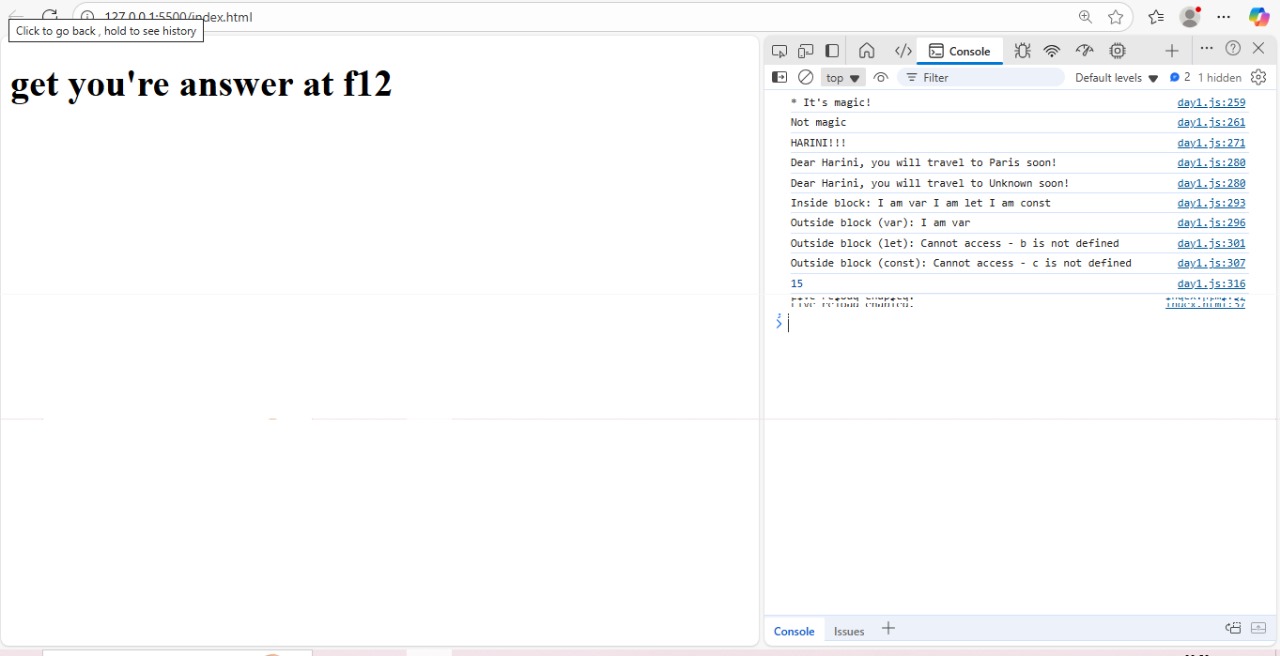 127.0.0.1:5500/index.html
Click to go back , hold to see history
get you're answer at f12
Console
top
Filter
Default levels
2
1 hidden
* It's magic! day1.js:259
Not magic day1.js:261
HARINI!!! day1.js:271
Dear Harini, you will travel to Paris soon! day1.js:280
Dear Harini, you will travel to Unknown soon! day1.js:280
Inside block: I am var I am let I am const day1.js:293
Outside block (var): I am var day1.js:296
Outside block (let): Cannot access - b is not defined day1.js:301
Outside block (const): Cannot access - c is not defined day1.js:307
15 day1.js:316
Console
Issues